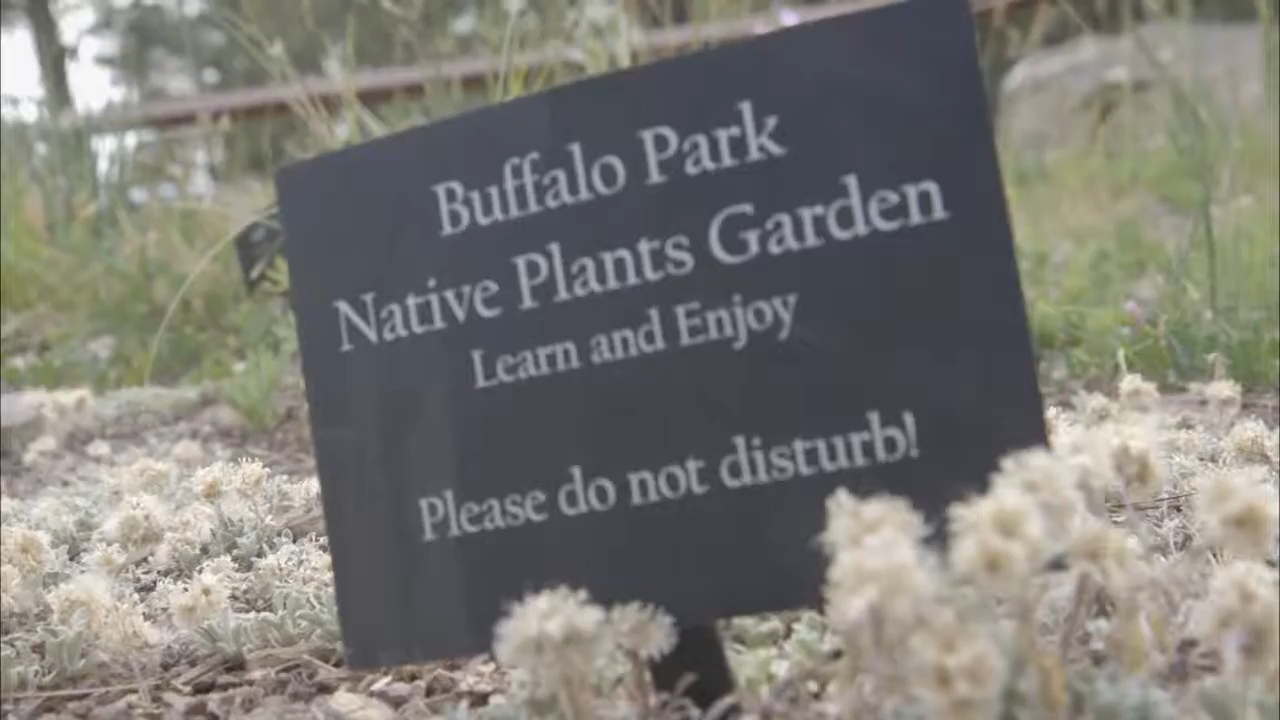 Buffalo Park
Native Plants Garden
Learn and Enjoy
Please do not disturb!